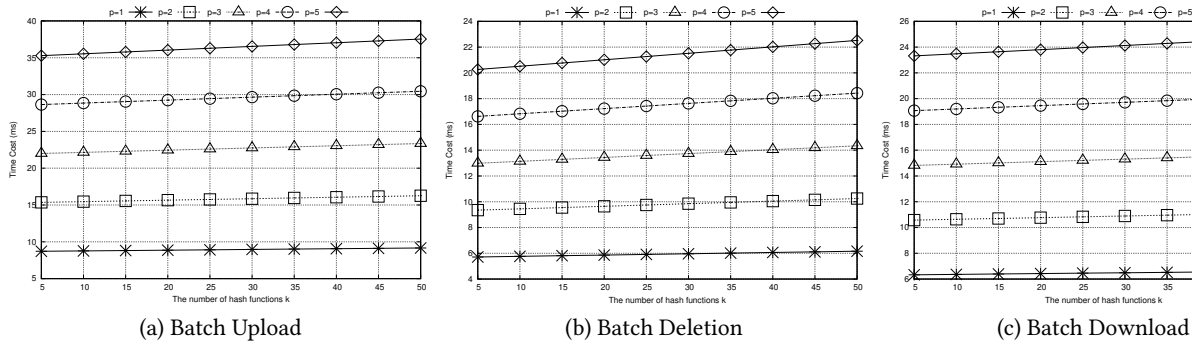 p=1 p=2 p=3 p=4 p=5
40
35
30
25
20
15
10
5
Time Cost (ms)
5 10 15 20 25 30 35 40 45 50
The number of hash functions k
(a) Batch Upload
p=1 p=2 p=3 p=4 p=5
24
22
20
18
16
14
12
10
8
6
4
Time Cost (ms)
5 10 15 20 25 30 35 40 45 50
The number of hash functions k
(b) Batch Deletion
p=1 p=2 p=3 p=4 p=5
26
24
22
20
18
16
14
12
10
8
6
Time Cost (ms)
5 10 15 20 25 30 35
The number of hash functions k
(c) Batch Download